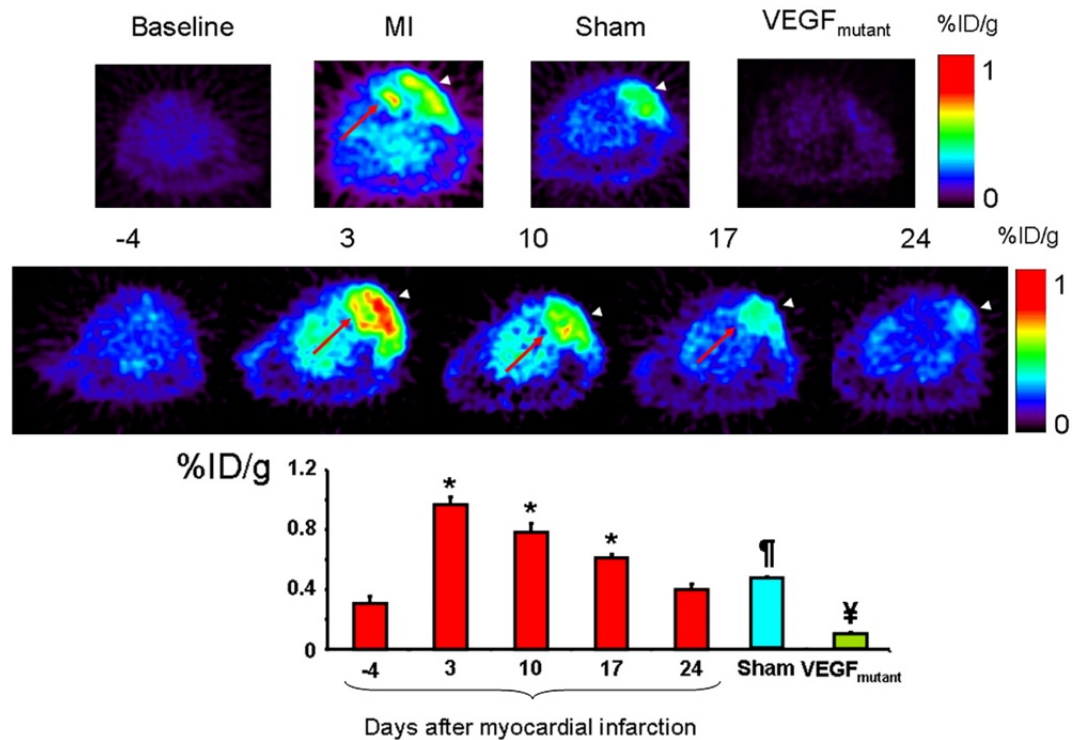 Baseline MI Sham VEGFmutant %ID/g
1
0
-4 3 10 17 24 %ID/g
1
0
%ID/g
1.2
0.8
0.4
0
* * * ¶ ¥
-4 3 10 17 24 Sham VEGFmutant
Days after myocardial infarction